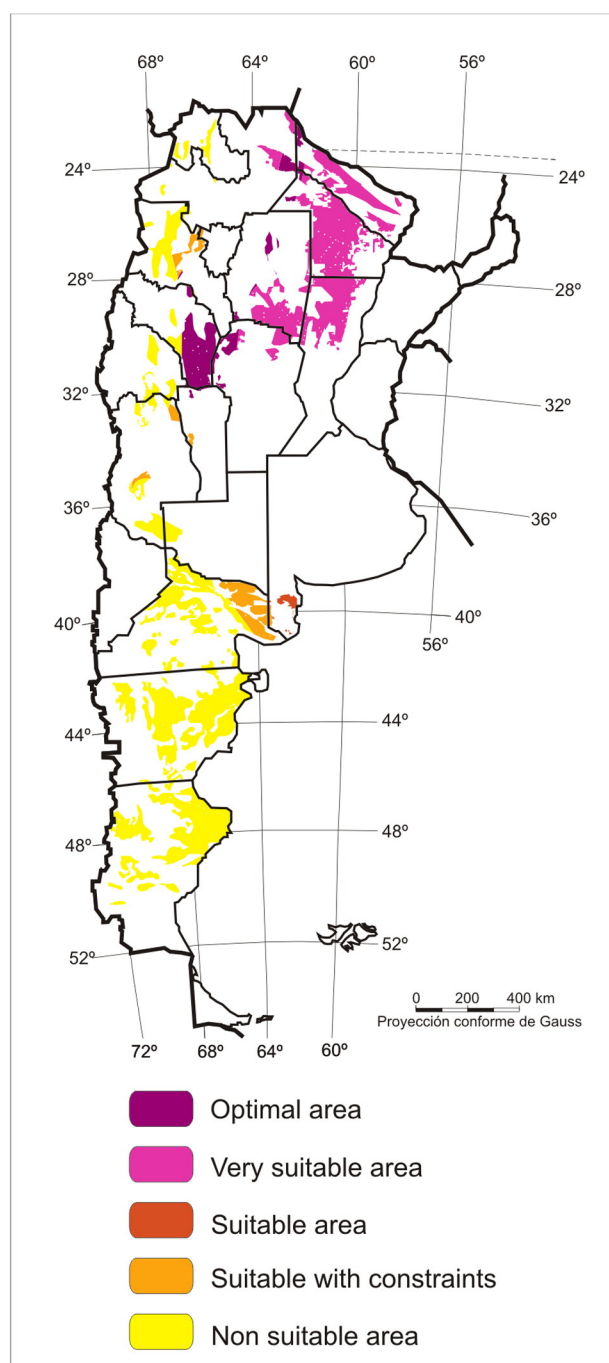 68º 64º 60º 56º
24º 24º
28º 28º
32º 32º
36º 36º
40º 40º
56º
44º 44º
48º 48º
52º 52º
0 200 400 km
Proyección conforme de Gauss
72º 68º 64º 60º
Optimal area
Very suitable area
Suitable area
Suitable with constraints
Non suitable area